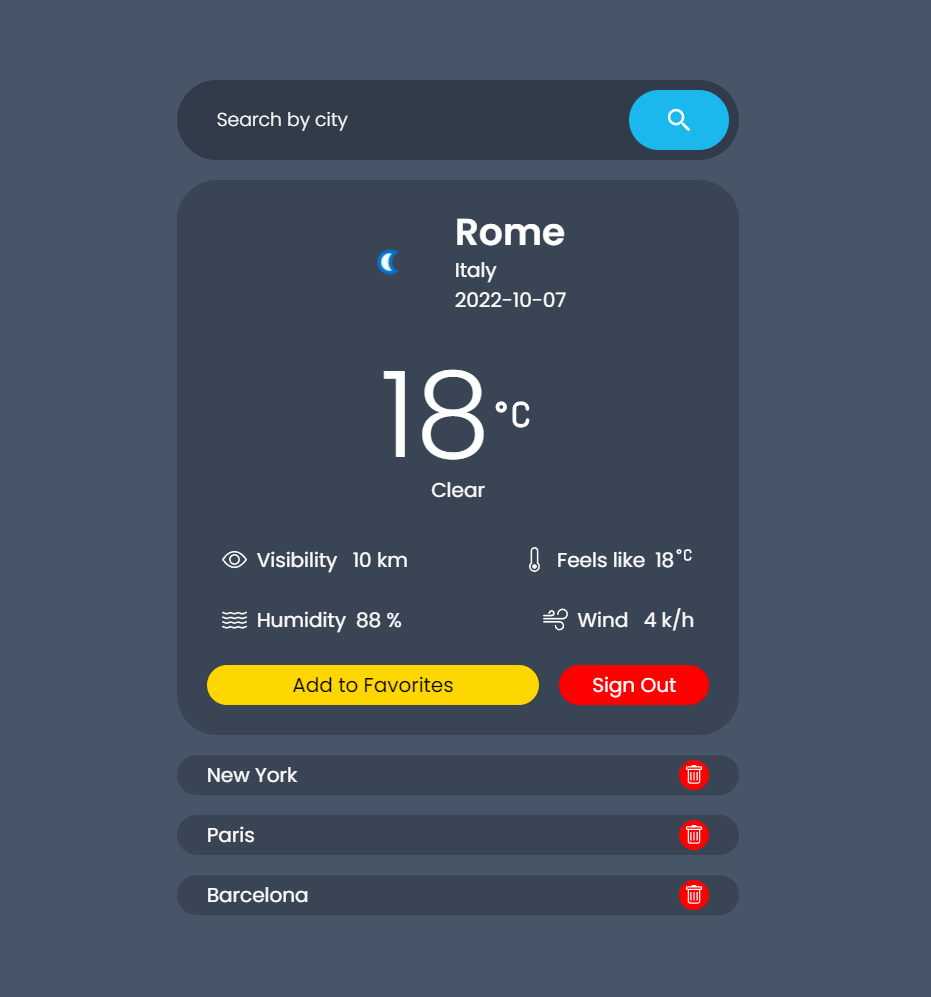 Search by city
Rome
Italy
2022-10-07
18 °C
Clear
Visibility 10 km
Feels like 18 °C
Humidity 88 %
Wind 4 k/h
Add to Favorites
Sign Out
New York
Paris
Barcelona